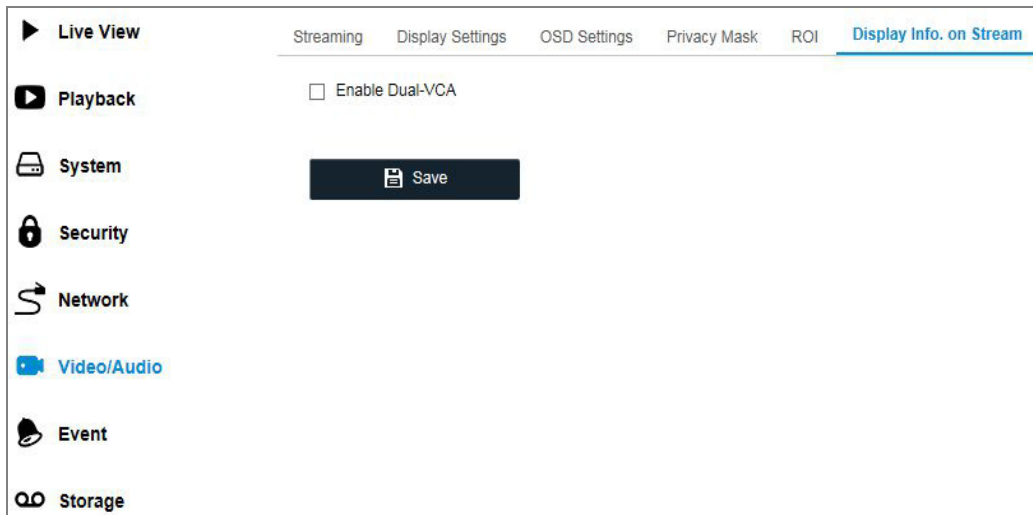 Live View
Playback
System
Security
Network
Video/Audio
Event
Storage
Streaming Display Settings OSD Settings Privacy Mask ROI Display Info. on Stream
Enable Dual-VCA
Save